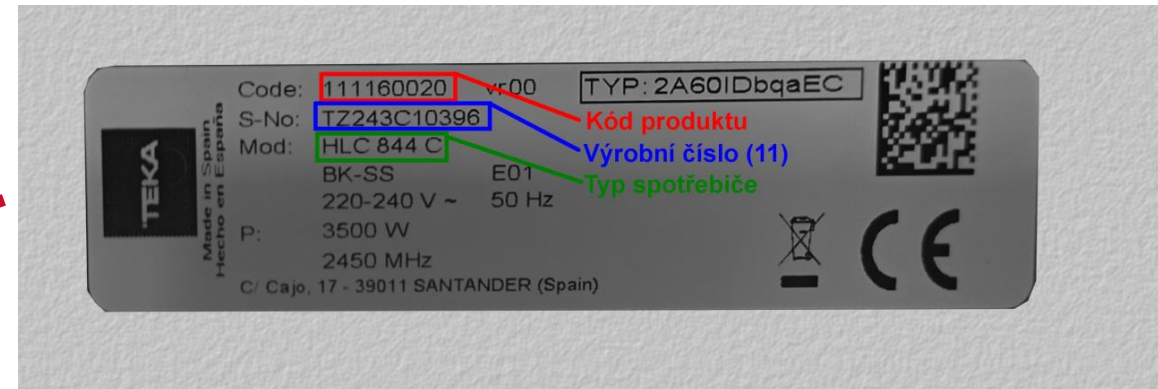 Code: 111160020 vr00 TYP: 2A60IDbqaEC
S-No: TZ243C10396
Mod: HLC 844 C
BK-SS E01
220-240 V ~ 50 Hz
P: 3500 W
2450 MHz
C/ Cajo, 17 - 39011 SANTANDER (Spain)
TEKA
Made in Spain
Hecho en España
Kód produktu
Výrobní číslo (11)
Typ spotřebiče
CE